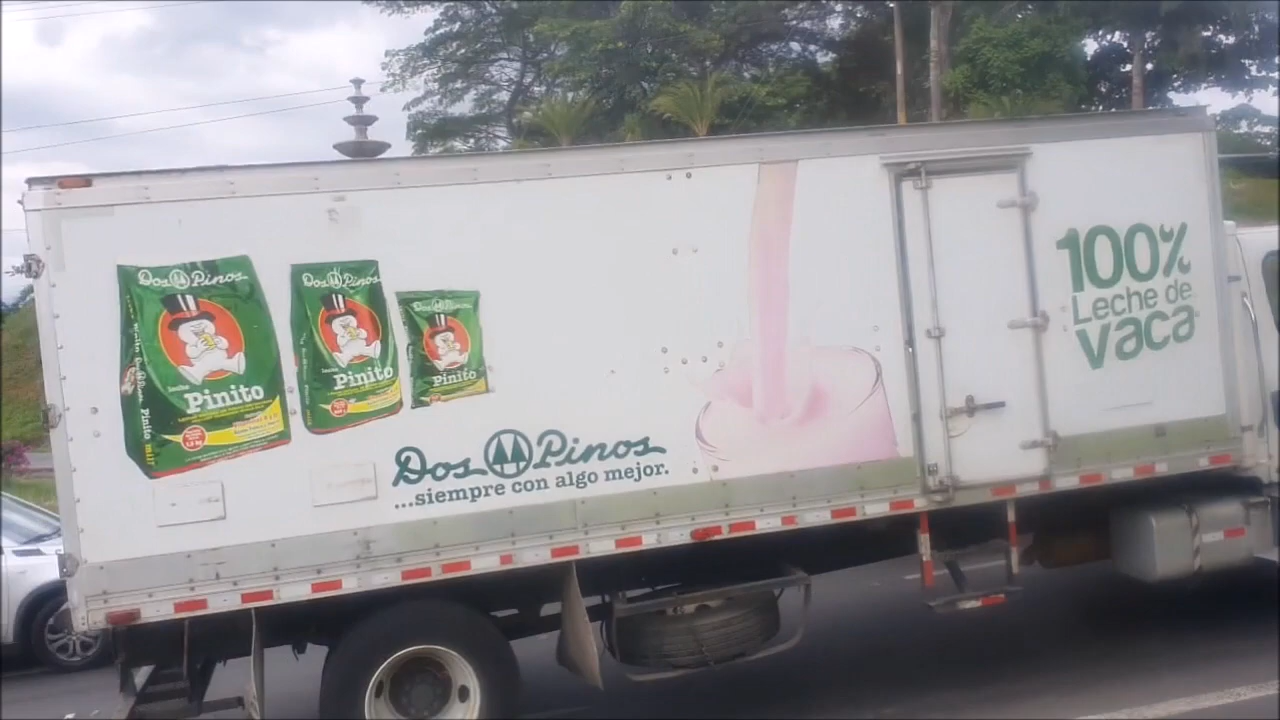 Dos Pinos
Pinito
Dos Pinos
Pinito
Dos Pinos
Pinito
Dos Pinos
...siempre con algo mejor.
100%
Leche de
vaca